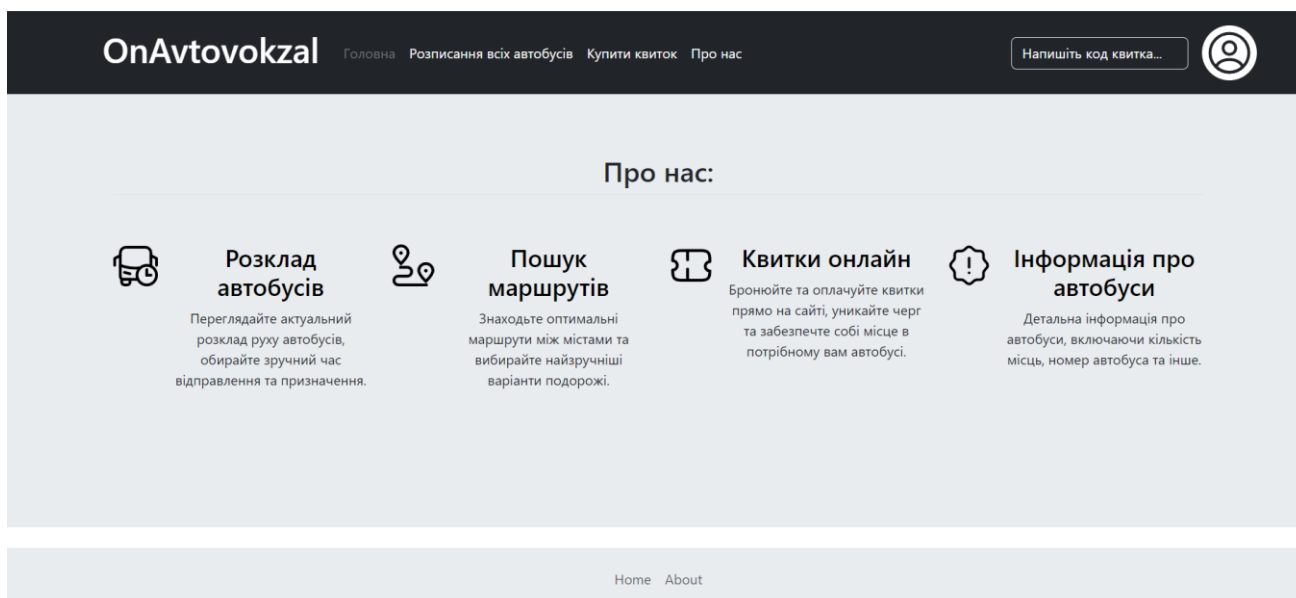 OnAvtovokzal Головна Розписання всіх автобусів Купити квиток Про нас Напишіть код квитка...
Про нас:
Розклад
автобусів
Переглядайте актуальний
розклад руху автобусів,
обирайте зручний час
відправлення та призначення.
Пошук
маршрутів
Знаходьте оптимальні
маршрути між містами та
вибирайте найзручніші
варіанти подорожі.
Квитки онлайн
Бронюйте та оплачуйте квитки
прямо на сайті, уникайте черг
та забезпечте собі місце в
потрібному вам автобусі.
Інформація про
автобуси
Детальна інформація про
автобуси, включаючи кількість
місць, номер автобуса та інше.
Home About